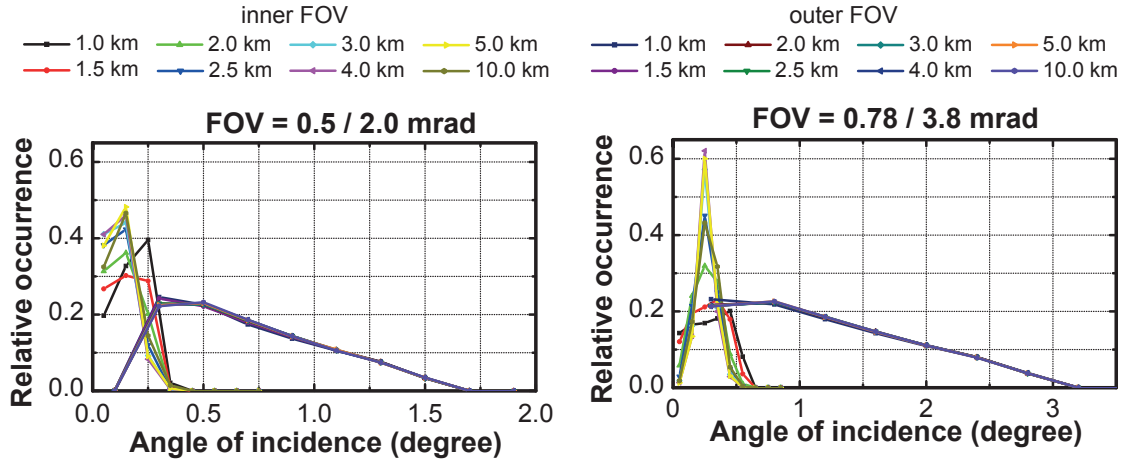 inner FOV
1.0 km 2.0 km 3.0 km 5.0 km
1.5 km 2.5 km 4.0 km 10.0 km
outer FOV
1.0 km 2.0 km 3.0 km 5.0 km
1.5 km 2.5 km 4.0 km 10.0 km
FOV = 0.5 / 2.0 mrad
Relative occurrence
0.6
0.4
0.2
0.0
0.0 0.5 1.0 1.5 2.0
Angle of incidence (degree)
FOV = 0.78 / 3.8 mrad
Relative occurrence
0.6
0.4
0.2
0.0
0 1 2 3
Angle of incidence (degree)